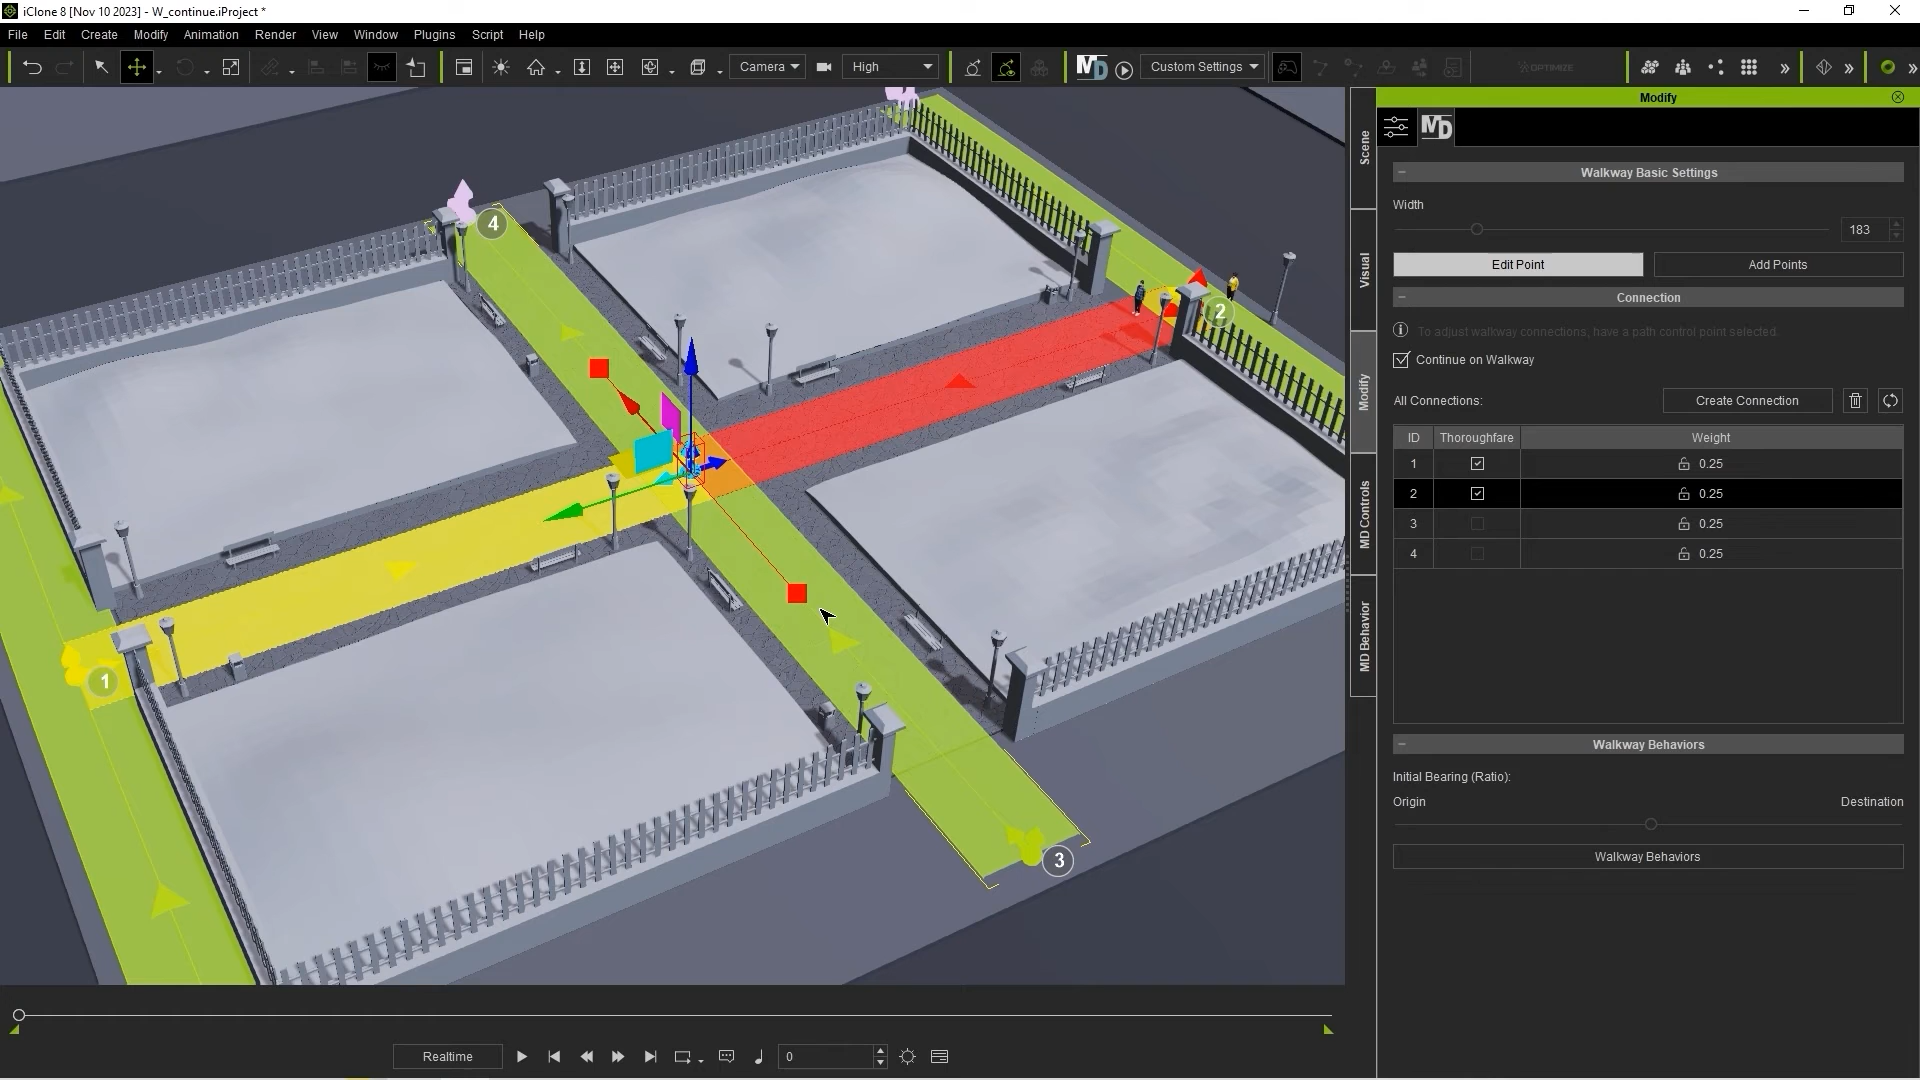 iClone 8 [Nov 10 2023] - W_continue.iProject *
File Edit Create Modify Animation Render View Window Plugins Script Help
Camera High MD Custom Settings OPTIMIZE
Modify
MD
Scene
Visual
Modify
MD Controls
MD Behavior
Walkway Basic Settings
Width
183
Edit Point Add Points
Connection
To adjust walkway connections, have a path control point selected.
Continue on Walkway
All Connections: Create Connection
ID Thoroughfare Weight
1 0.25
2 0.25
3 0.25
4 0.25
Walkway Behaviors
Initial Bearing (Ratio):
Origin Destination
Walkway Behaviors
4
2
1
3
Realtime 0